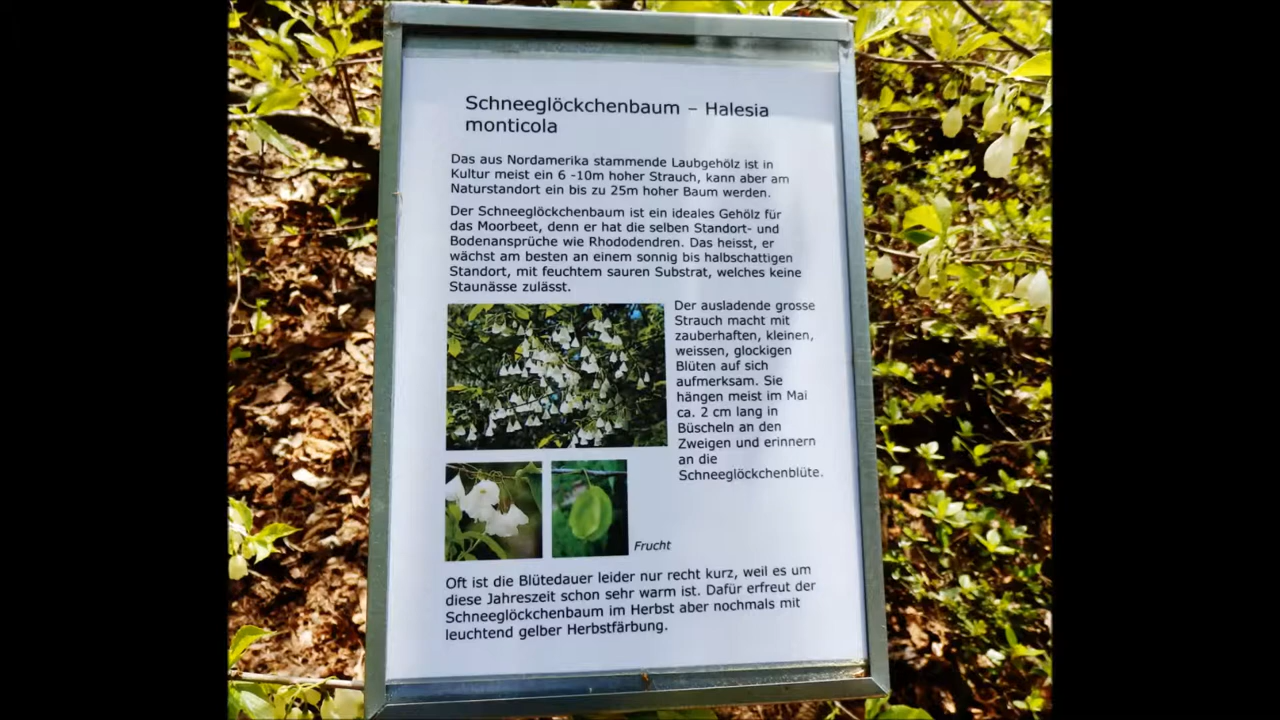 Schneeglöckchenbaum – Halesia
monticola
Das aus Nordamerika stammende Laubgehölz ist in
Kultur meist ein 6 -10m hoher Strauch, kann aber am
Naturstandort ein bis zu 25m hoher Baum werden.
Der Schneeglöckchenbaum ist ein ideales Gehölz für
das Moorbeet, denn er hat die selben Standort- und
Bodenansprüche wie Rhododendren. Das heisst, er
wächst am besten an einem sonnig bis halbschattigen
Standort, mit feuchtem sauren Substrat, welches keine
Staunässe zulässt.
Der ausladende grosse
Strauch macht mit
zauberhaften, kleinen,
weissen, glockigen
Blüten auf sich
aufmerksam. Sie
hängen meist im Mai
ca. 2 cm lang in
Büscheln an den
Zweigen und erinnern
an die
Schneeglöckchenblüte.
Frucht
Oft ist die Blütedauer leider nur recht kurz, weil es um
diese Jahreszeit schon sehr warm ist. Dafür erfreut der
Schneeglöckchenbaum im Herbst aber nochmals mit
leuchtend gelber Herbstfärbung.